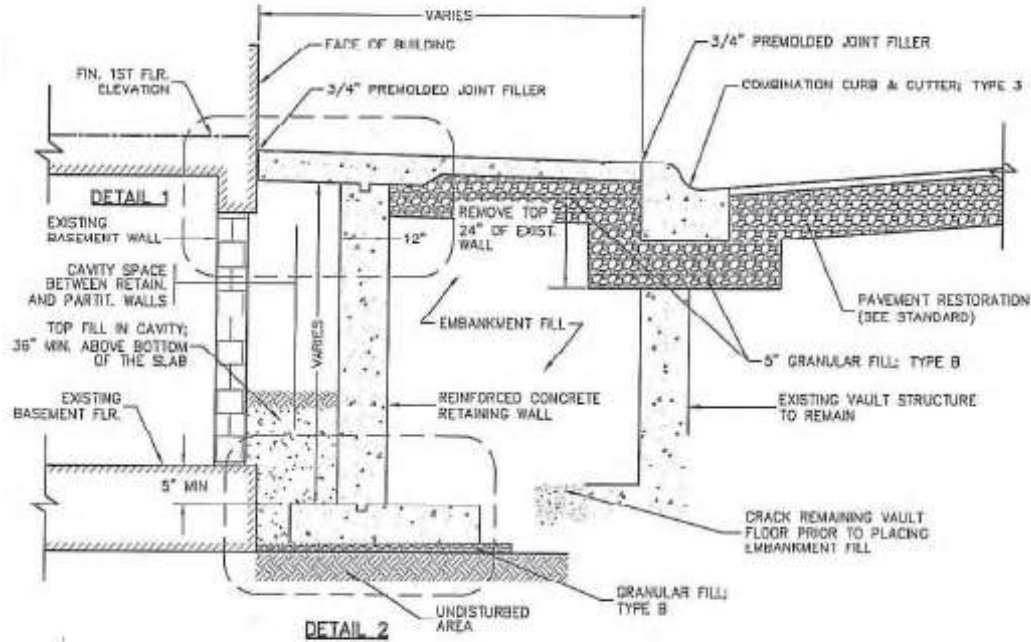 VARIES
FACE OF BUILDING
3/4" PREMOLDED JOINT FILLER
FIN. 1ST FLR.
ELEVATION
3/4" PREMOLDED JOINT FILLER
COMBINATION CURB & CUTTER; TYPE 3
DETAIL 1
EXISTING
BASEMENT WALL
REMOVE TOP
24" OF EXIST.
WALL
12"
CAVITY SPACE
BETWEEN RETAIN.
AND PARTIT. WALLS
PAVEMENT RESTORATION
(SEE STANDARD)
TOP FILL IN CAVITY;
36" MIN. ABOVE BOTTOM
OF THE SLAB
VARIES
EMBANKMENT FILL
5" GRANULAR FILL; TYPE B
EXISTING
BASEMENT FLR.
REINFORCED CONCRETE
RETAINING WALL
EXISTING VAULT STRUCTURE
TO REMAIN
5" MIN
CRACK REMAINING VAULT
FLOOR PRIOR TO PLACING
EMBANKMENT FILL
GRANULAR FILL;
TYPE B
UNDISTURBED
AREA
DETAIL 2